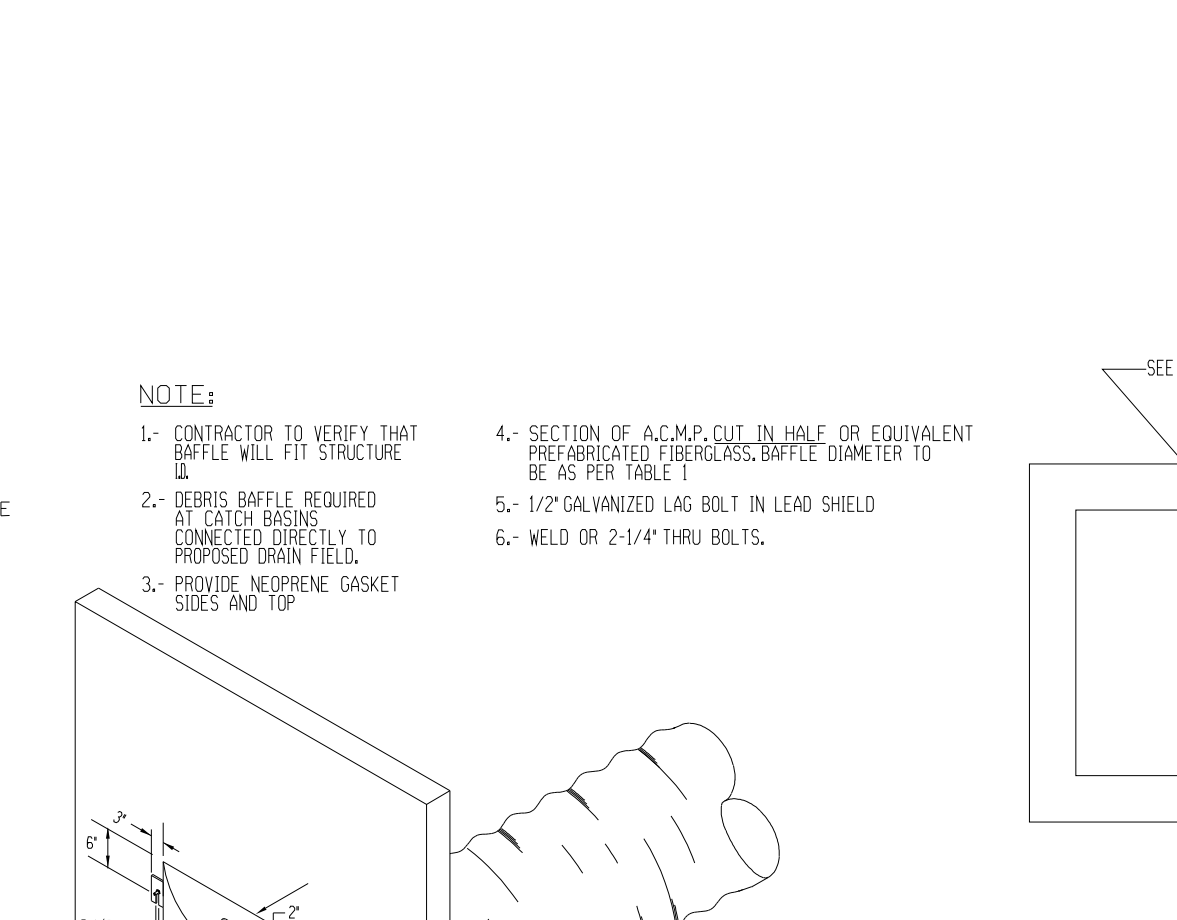 NOTE:
1.- CONTRACTOR TO VERIFY THAT
BAFFLE WILL FIT STRUCTURE
I.D.
2.- DEBRIS BAFFLE REQUIRED
AT CATCH BASINS
CONNECTED DIRECTLY TO
PROPOSED DRAIN FIELD.
3.- PROVIDE NEOPRENE GASKET
SIDES AND TOP
4.- SECTION OF A.C.M.P. CUT IN HALF OR EQUIVALENT
PREFABRICATED FIBERGLASS. BAFFLE DIAMETER TO
BE AS PER TABLE 1
5.- 1/2" GALVANIZED LAG BOLT IN LEAD SHIELD
6.- WELD OR 2-1/4" THRU BOLTS.
SEE
E
3"
6"
2"